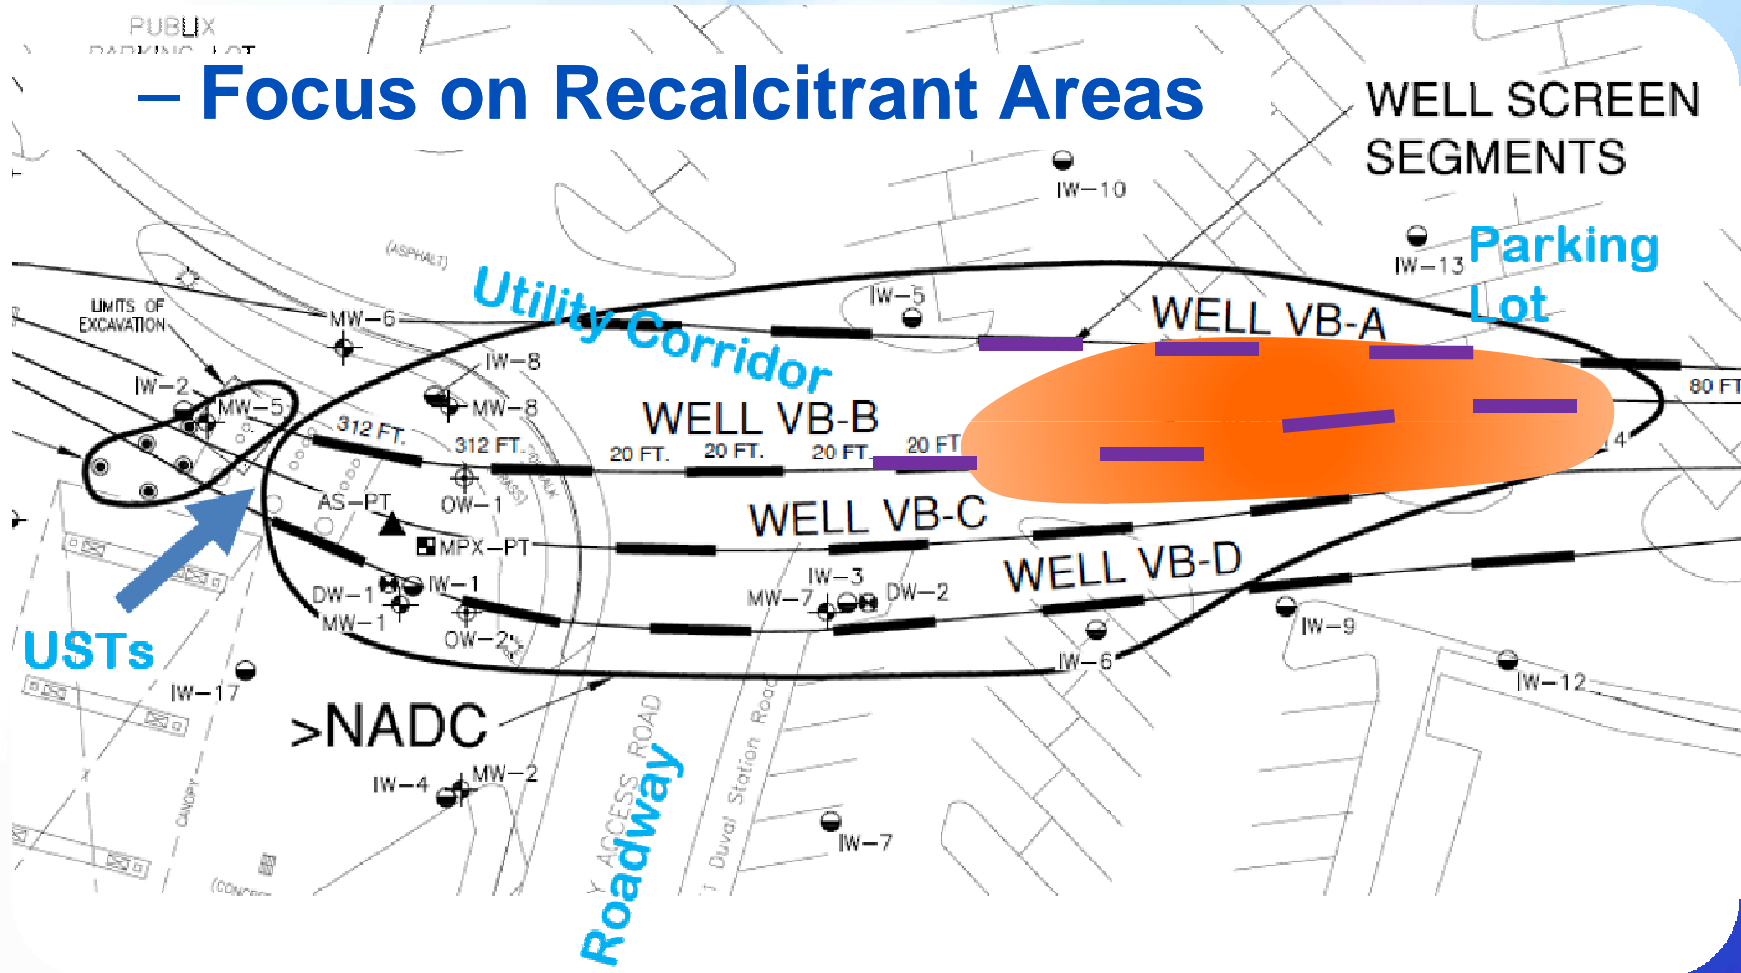 PUBLIX
PARKING LOT
– Focus on Recalcitrant Areas
WELL SCREEN
SEGMENTS
IW-10
IW-13
Parking
Lot
(ASPHALT)
Utility Corridor
LIMITS OF
EXCAVATION
MW-6
IW-5
WELL VB-A
IW-8
IW-2
MW-5
MW-8
80 FT
WELL VB-B
312 FT.
312 FT.
20 FT.
20 FT.
20 FT.
20 FT
4
AS-PT
OW-1
WELL VB-C
MPX-PT
WELL VB-D
DW-1
IW-1
IW-3
MW-7
DW-2
MW-1
OW-2
IW-9
USTs
IW-6
IW-17
IW-12
>NADC
IW-4
MW-2
Y ACCESS ROAD
Duval Station Road
Roadway
CANOPY
IW-7